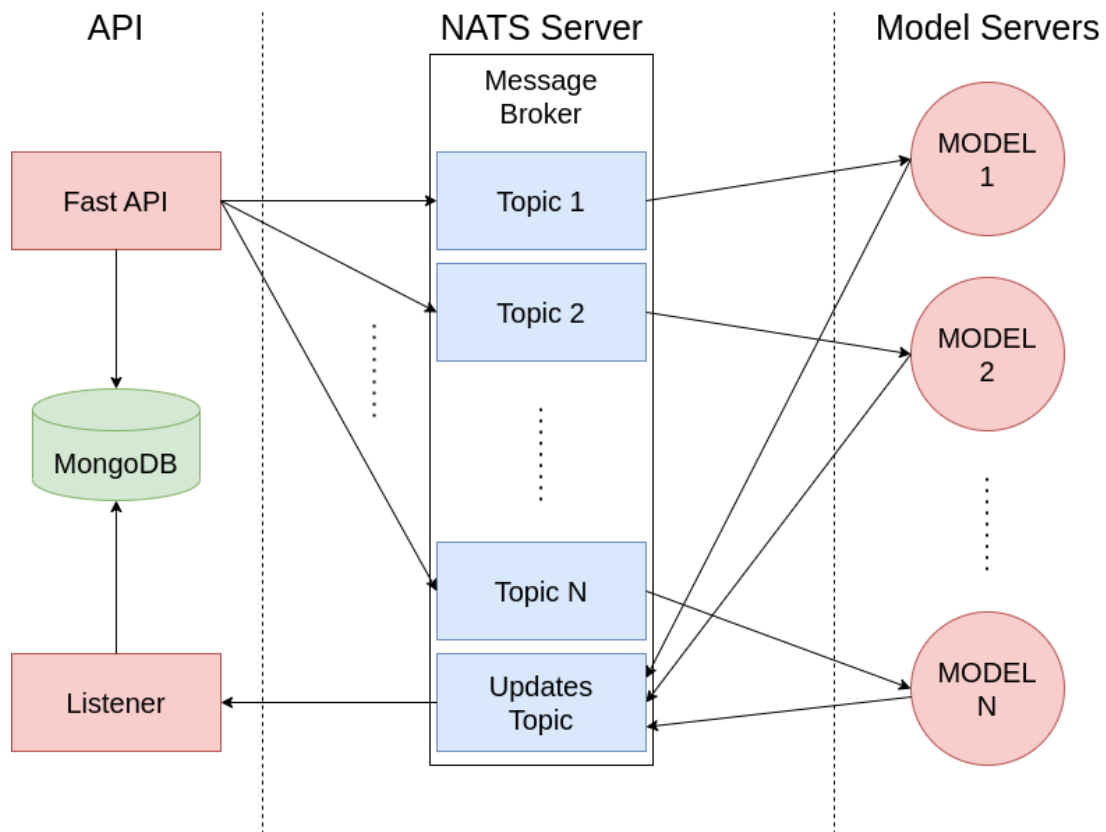 API
NATS Server
Model Servers
Message
Broker
Fast API
Topic 1
MODEL
1
Topic 2
MODEL
2
MongoDB
Topic N
Listener
Updates
Topic
MODEL
N